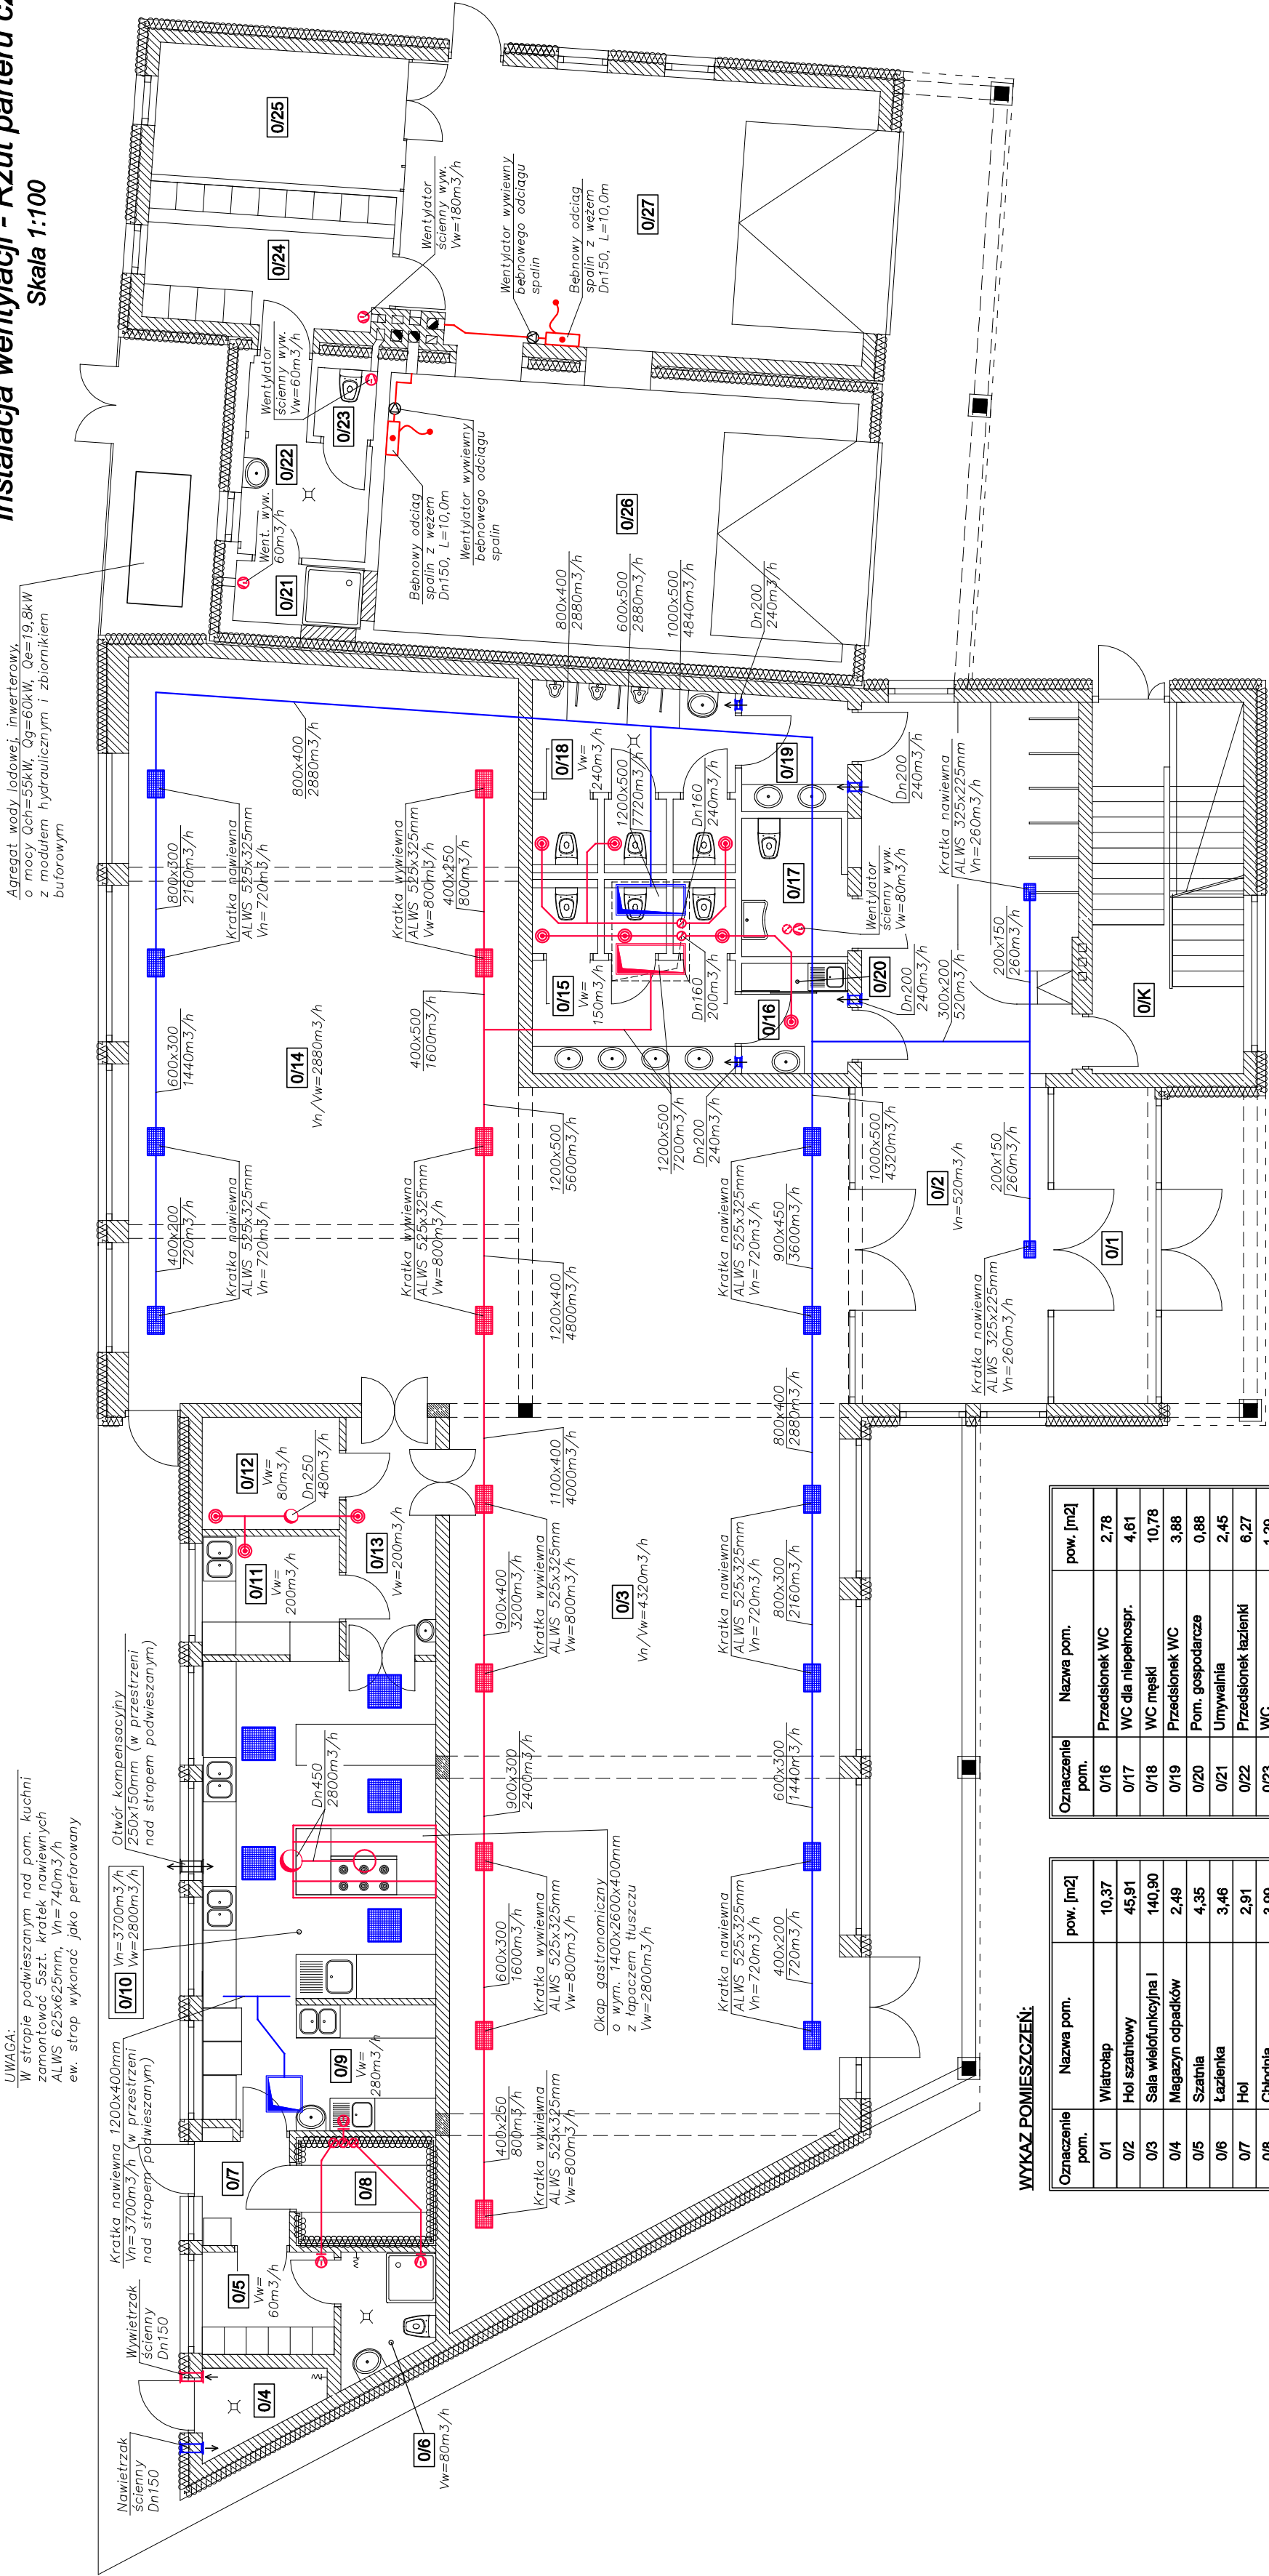 Instalacja wentylacji - Rzut parteru
Skala 1:100
Agregat wody lodowej, inwerterowy,
o mocy Qch=55kW, Qg=60kW, Qe=19,8kW
z modułem hydraulicznym i zbiornikiem
buforowym
UWAGA:
W stropie podwieszanym nad pom. kuchni
zamontować 5szt. kratek nawiewnych
ALWS 625x625mm, Vn=740m3/h
ew. strop wykonać jako perforowany
Nawietrzak
ścienny
Dn150
Wywietrzak
ścienny
Dn150
Kratka nawiewna 1200x400mm
Vn=3700m3/h (w przestrzeni
nad stropem podwieszanym)
0/10
Vn=3700m3/h
Vw=2800m3/h
Otwór kompensacyjny
250x150mm (w przestrzeni
nad stropem podwieszanym)
0/4
0/5
Vw=
60m3/h
0/6
Vw=80m3/h
0/7
0/8
0/9
Vw=
280m3/h
Dn450
2800m3/h
Okap gastronomiczny
o wym. 1400x2600x400mm
z łapaczem tłuszczu
Vw=2800m3/h
0/11
Vw=
200m3/h
0/12
Vw=
80m3/h
Dn250
480m3/h
0/13
Vw=200m3/h
400x200
720m3/h
600x300
1440m3/h
800x300
2160m3/h
800x400
2880m3/h
Kratka nawiewna
ALWS 525x325mm
Vn=720m3/h
Kratka nawiewna
ALWS 525x325mm
Vn=720m3/h
0/14
Vn/Vw=2880m3/h
Kratka wywiewna
ALWS 525x325mm
Vw=800m3/h
Kratka wywiewna
ALWS 525x325mm
Vw=800m3/h
400x250
800m3/h
400x500
1600m3/h
1200x500
5600m3/h
1200x400
4800m3/h
1100x400
4000m3/h
900x400
3200m3/h
900x300
2400m3/h
600x300
1600m3/h
400x250
800m3/h
Kratka wywiewna
ALWS 525x325mm
Vw=800m3/h
Kratka wywiewna
ALWS 525x325mm
Vw=800m3/h
Kratka wywiewna
ALWS 525x325mm
Vw=800m3/h
0/3
Vn/Vw=4320m3/h
Kratka nawiewna
ALWS 525x325mm
Vn=720m3/h
Kratka nawiewna
ALWS 525x325mm
Vn=720m3/h
Kratka nawiewna
ALWS 525x325mm
Vn=720m3/h
400x200
720m3/h
600x300
1440m3/h
800x300
2160m3/h
800x400
2880m3/h
900x450
3600m3/h
1000x500
4320m3/h
0/15
Vw=
150m3/h
0/16
0/17
0/18
Vw=
240m3/h
0/19
0/20
1200x500
7720m3/h
Dn160
240m3/h
Dn160
200m3/h
1200x500
7200m3/h
Dn200
240m3/h
Dn200
240m3/h
Dn200
240m3/h
Dn200
240m3/h
Wentylator
ścienny wyw.
Vw=80m3/h
800x400
2880m3/h
600x500
2880m3/h
1000x500
4840m3/h
Kratka nawiewna
ALWS 325x225mm
Vn=260m3/h
200x150
260m3/h
300x200
520m3/h
0/2
Vn=520m3/h
200x150
260m3/h
Kratka nawiewna
ALWS 325x225mm
Vn=260m3/h
0/1
0/K
0/21
Went. wyw.
60m3/h
0/22
0/23
Wentylator
ścienny wyw.
Vw=60m3/h
0/24
0/25
Wentylator
ścienny wyw.
Vw=180m3/h
Wentylator wywiewny
bębnowego odciągu
spalin
Bębnowy odciąg
spalin z wężem
Dn150, L=10,0m
0/26
Bębnowy odciąg
spalin z wężem
Dn150, L=10,0m
Wentylator wywiewny
bębnowego odciągu
spalin
0/27
WYKAZ POMIESZCZEŃ:
Oznaczenie pom. Nazwa pom. pow. [m2]
0/1 Wiatrołap 10,37
0/2 Hol szatniowy 45,91
0/3 Sala wielofunkcyjna I 140,90
0/4 Magazyn odpadków 2,49
0/5 Szatnia 4,35
0/6 Łazienka 3,46
0/7 Hol 2,91
0/8 Chłodnia
Oznaczenie pom. Nazwa pom. pow. [m2]
0/16 Przedsionek WC 2,78
0/17 WC dla niepełnospr. 4,61
0/18 WC męski 10,78
0/19 Przedsionek WC 3,88
0/20 Pom. gospodarcze 0,88
0/21 Umywalnia 2,45
0/22 Przedsionek łazienki 6,27
0/23 WC